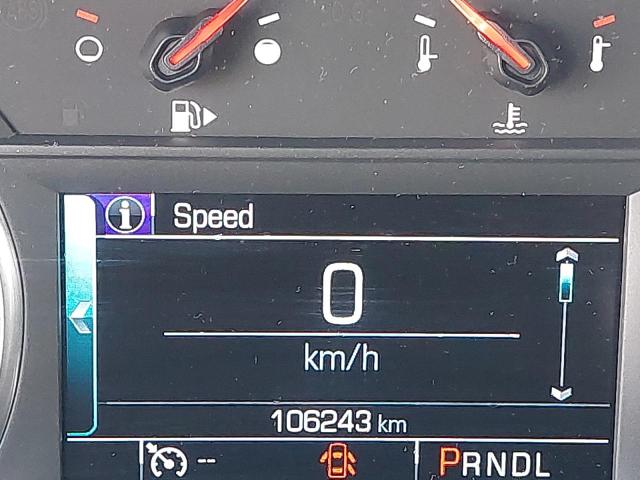 Speed
0
km/h
106243 km
--
PRNDL